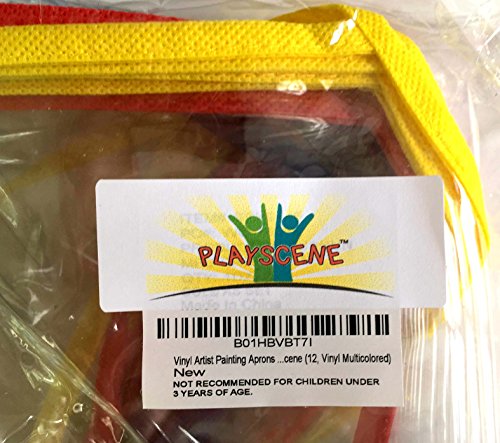 PLAYSCENE™
ITEM
Made in China
B01HBVBT7I
Vinyl Artist Painting Aprons ...cene (12, Vinyl Multicolored)
New
NOT RECOMMENDED FOR CHILDREN UNDER
3 YEARS OF AGE.